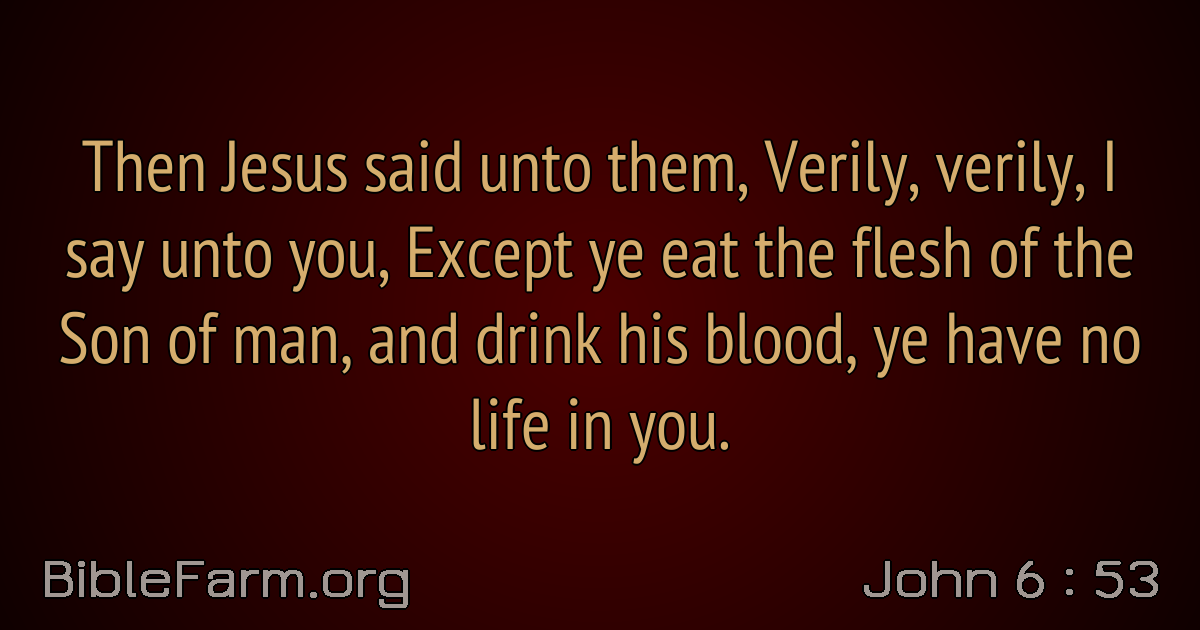 Then Jesus said unto them, Verily, verily, I
say unto you, Except ye eat the flesh of the
Son of man, and drink his blood, ye have no
life in you.
BibleFarm.org
John 6 : 53